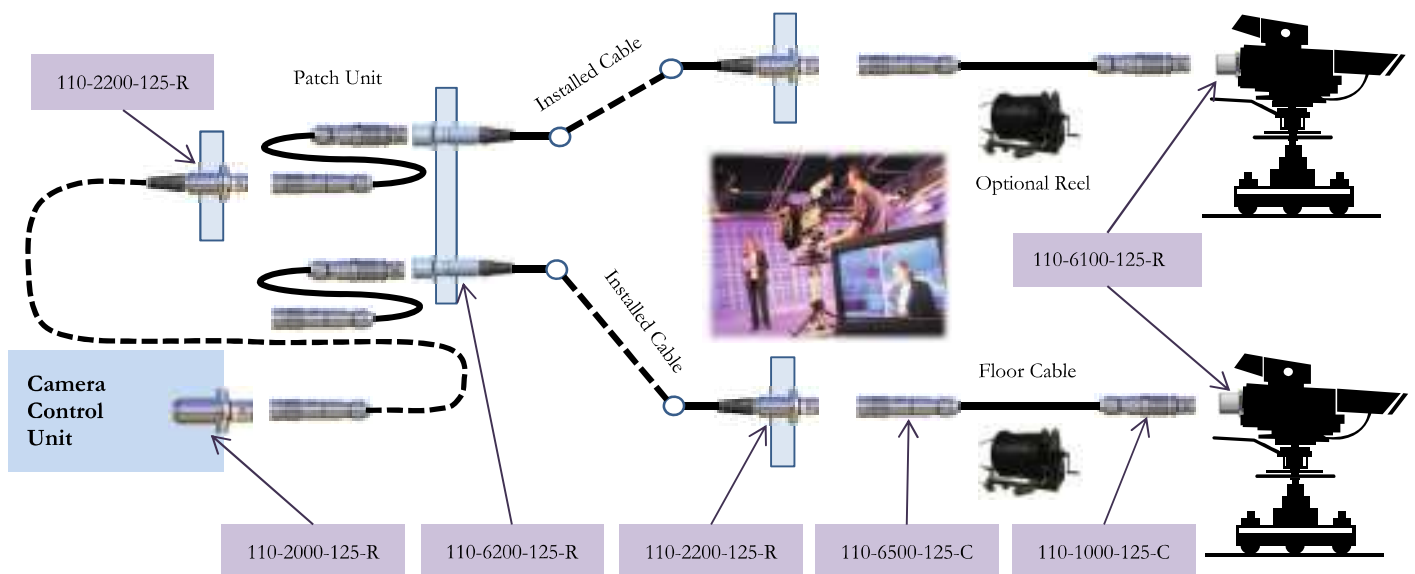 110-2200-125-R
Patch Unit
Installed Cable
Optional Reel
110-6100-125-R
Installed Cable
Floor Cable
Camera
Control
Unit
110-2000-125-R
110-6200-125-R
110-2200-125-R
110-6500-125-C
110-1000-125-C